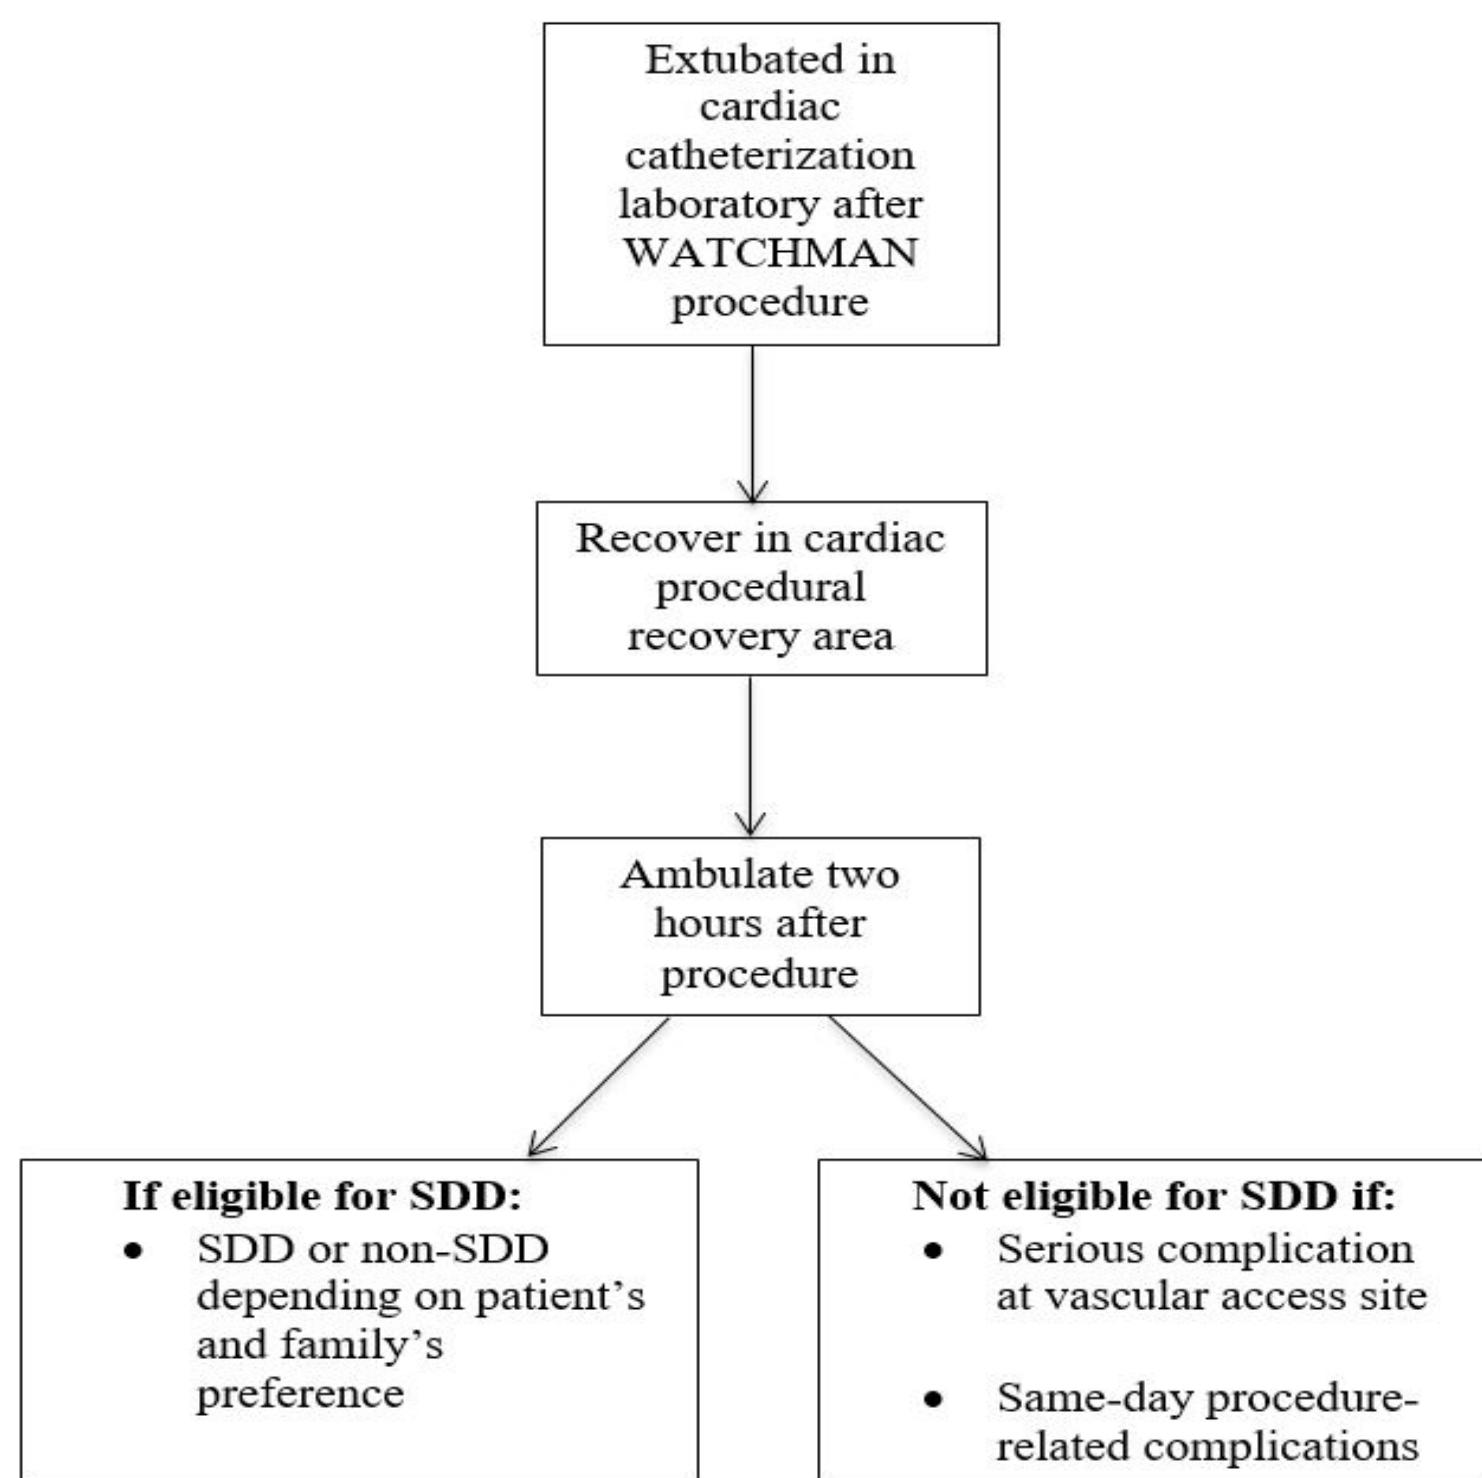 Extubated in
cardiac
catheterization
laboratory after
WATCHMAN
procedure
Recover in cardiac
procedural
recovery area
Ambulate two
hours after
procedure
If eligible for SDD:
● SDD or non-SDD
depending on patient’s
and family’s
preference
Not eligible for SDD if:
● Serious complication
at vascular access site
● Same-day procedure-
related complications